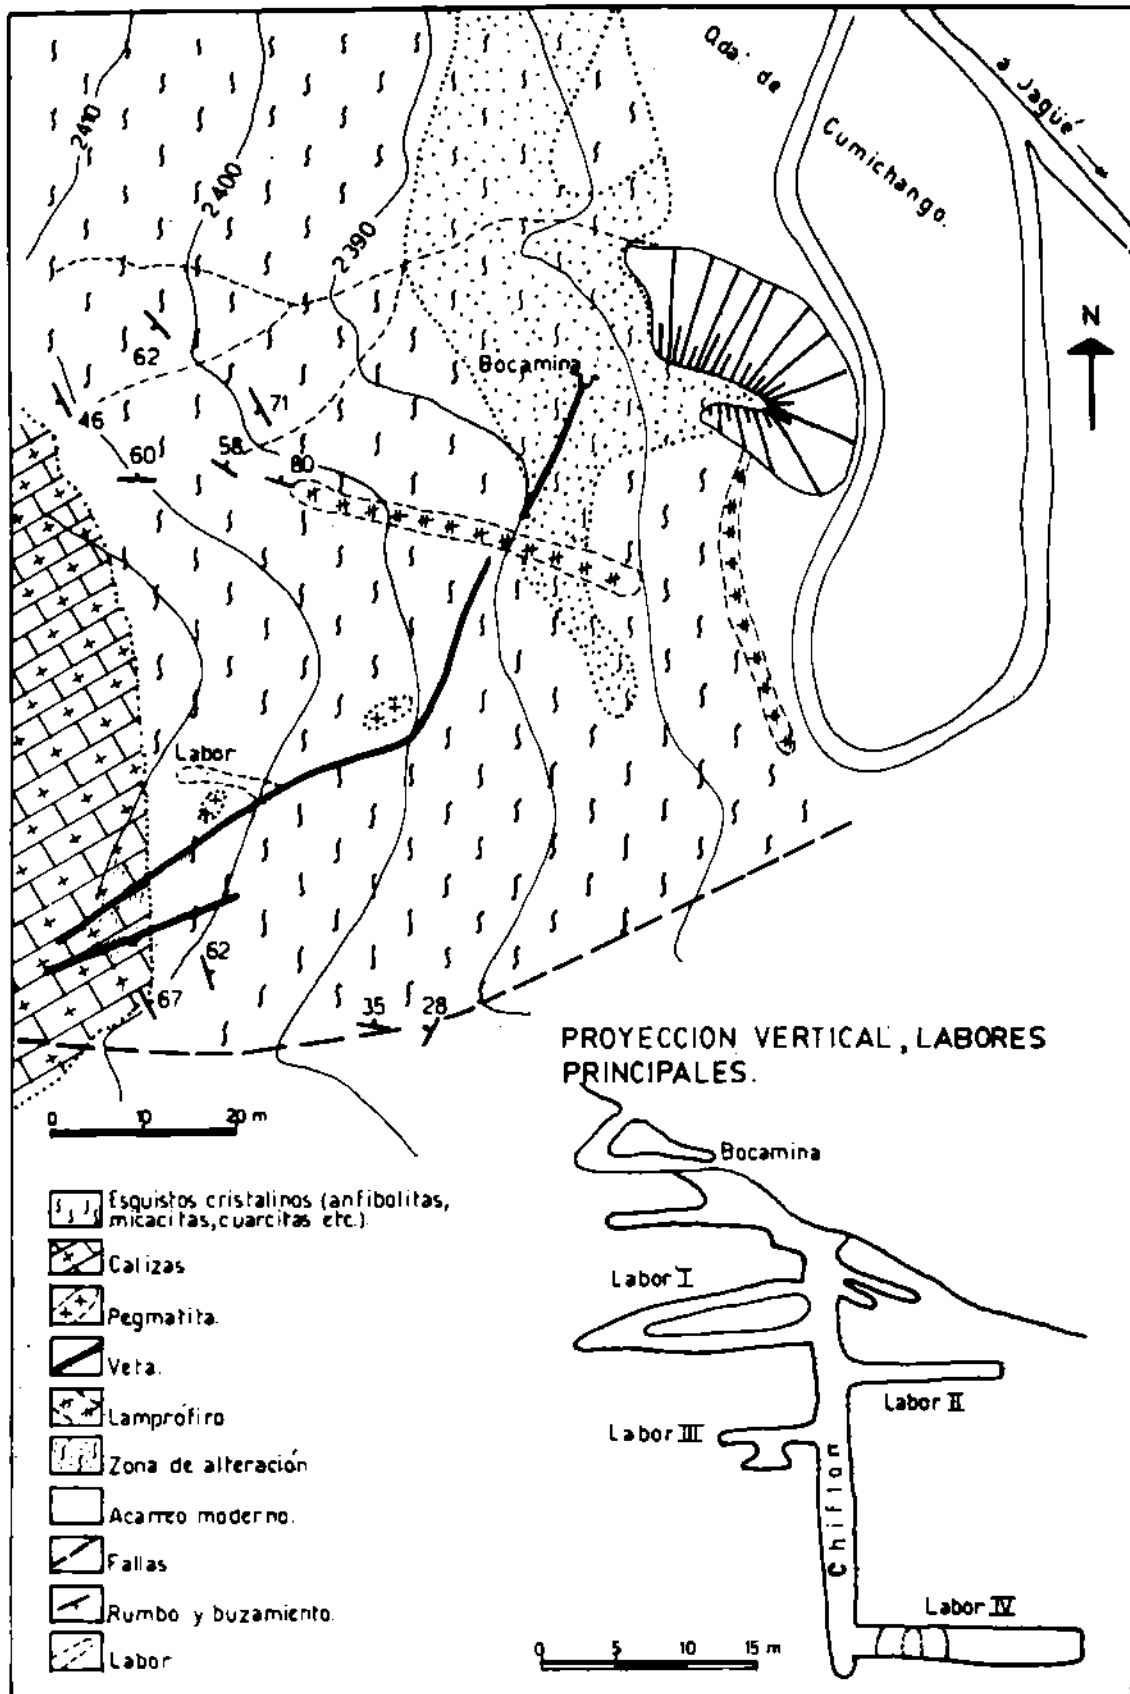 Qda. de
Cumichango.
a Jagüé
2410
2400
2390
N
Bocamina
62
46
71
60
58
80
Labor
62
67
35
28
0 10 20 m
PROYECCION VERTICAL, LABORES
PRINCIPALES.
Bocamina
Labor I
Labor II
Labor III
Chiflon
Labor IV
0 5 10 15 m
Esquistos cristalinos (anfibolitas,
micacitas, cuarcitas etc.).
Calizas
Pegmatita.
Veta.
Lamprófiro
Zona de alteración
Acarreo moderno.
Fallas
Rumbo y buzamiento.
Labor